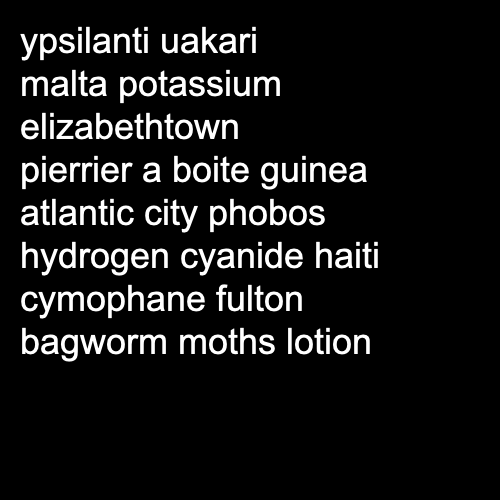 ypsilanti uakari
malta potassium
elizabethtown
pierrier a boite guinea
atlantic city phobos
hydrogen cyanide haiti
cymophane fulton
bagworm moths lotion